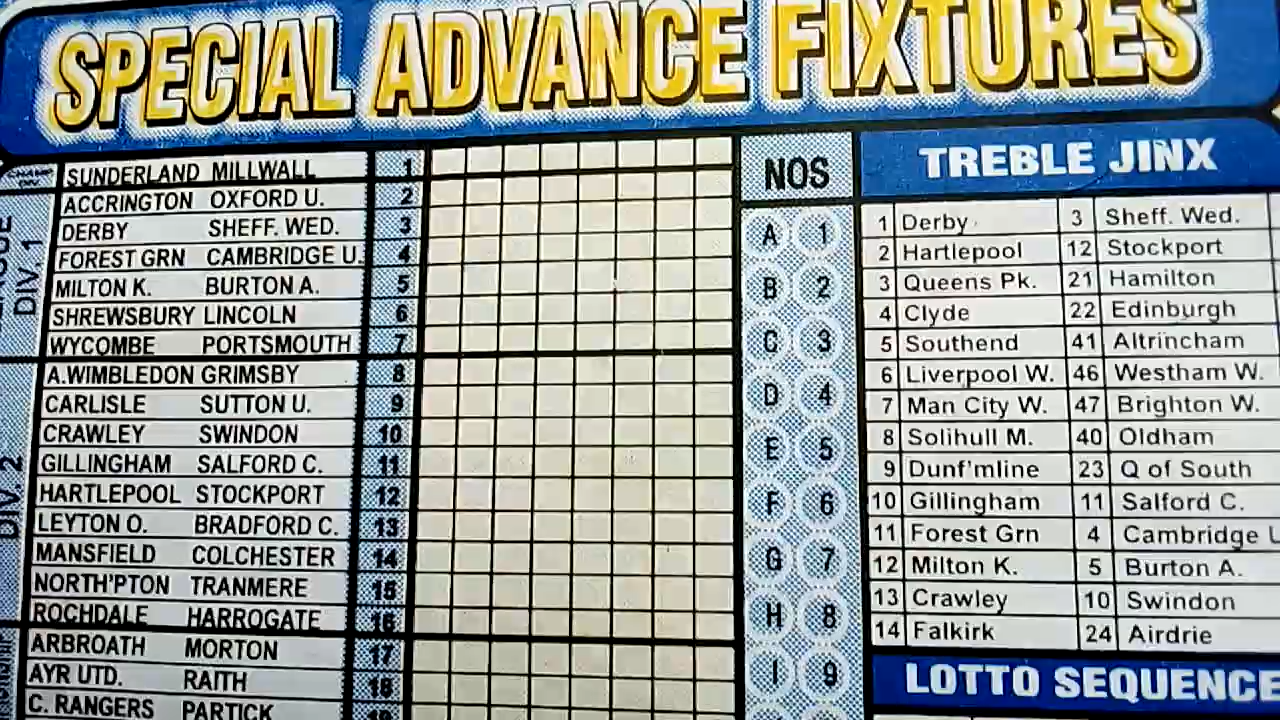 SPECIAL ADVANCE FIXTURES
SUNDERLAND MILLWALL 1
ACCRINGTON OXFORD U. 2
DERBY SHEFF. WED. 3
FOREST GRN CAMBRIDGE U. 4
MILTON K. BURTON A. 5
SHREWSBURY LINCOLN 6
WYCOMBE PORTSMOUTH 7
A.WIMBLEDON GRIMSBY 8
CARLISLE SUTTON U. 9
CRAWLEY SWINDON 10
GILLINGHAM SALFORD C. 11
HARTLEPOOL STOCKPORT 12
LEYTON O. BRADFORD C. 13
MANSFIELD COLCHESTER 14
NORTH'PTON TRANMERE 15
ROCHDALE HARROGATE 16
ARBROATH MORTON 17
AYR UTD. RAITH 18
C. RANGERS PARTICK 19
DIV. 1
DIV. 2
NOS
A 1
B 2
C 3
D 4
E 5
F 6
G 7
H 8
I 9
TREBLE JINX
1 Derby 3 Sheff. Wed.
2 Hartlepool 12 Stockport
3 Queens Pk. 21 Hamilton
4 Clyde 22 Edinburgh
5 Southend 41 Altrincham
6 Liverpool W. 46 Westham W.
7 Man City W. 47 Brighton W.
8 Solihull M. 40 Oldham
9 Dunf'mline 23 Q of South
10 Gillingham 11 Salford C.
11 Forest Grn 4 Cambridge U
12 Milton K. 5 Burton A.
13 Crawley 10 Swindon
14 Falkirk 24 Airdrie
LOTTO SEQUENCE